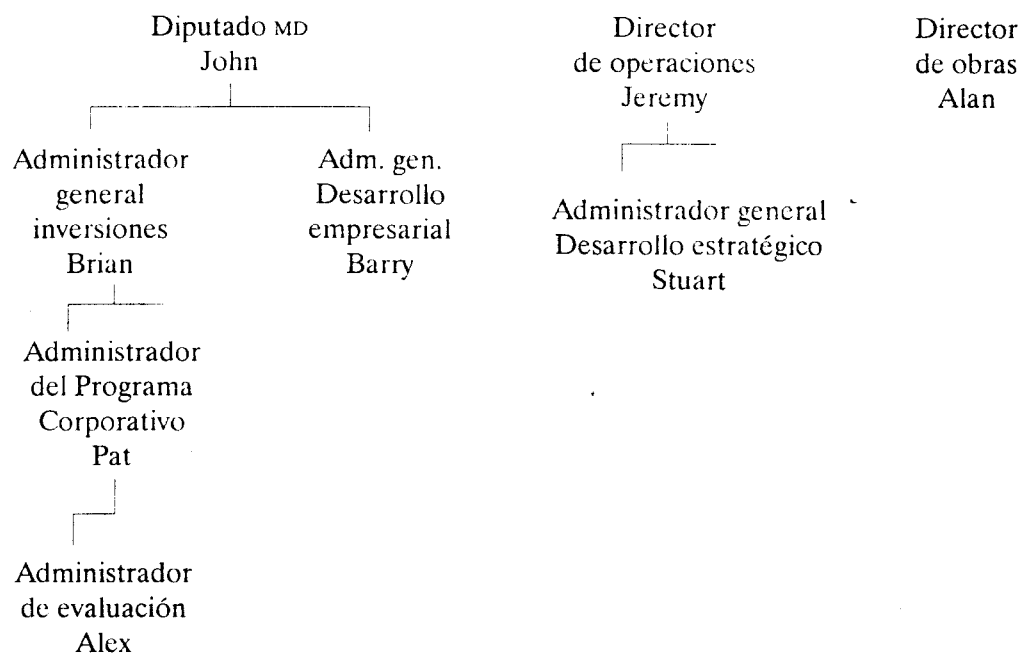 Diputado MD
John
Director
de operaciones
Jeremy
Director
de obras
Alan
Administrador
general
inversiones
Brian
Adm. gen.
Desarrollo
empresarial
Barry
Administrador general
Desarrollo estratégico
Stuart
Administrador
del Programa
Corporativo
Pat
Administrador
de evaluación
Alex